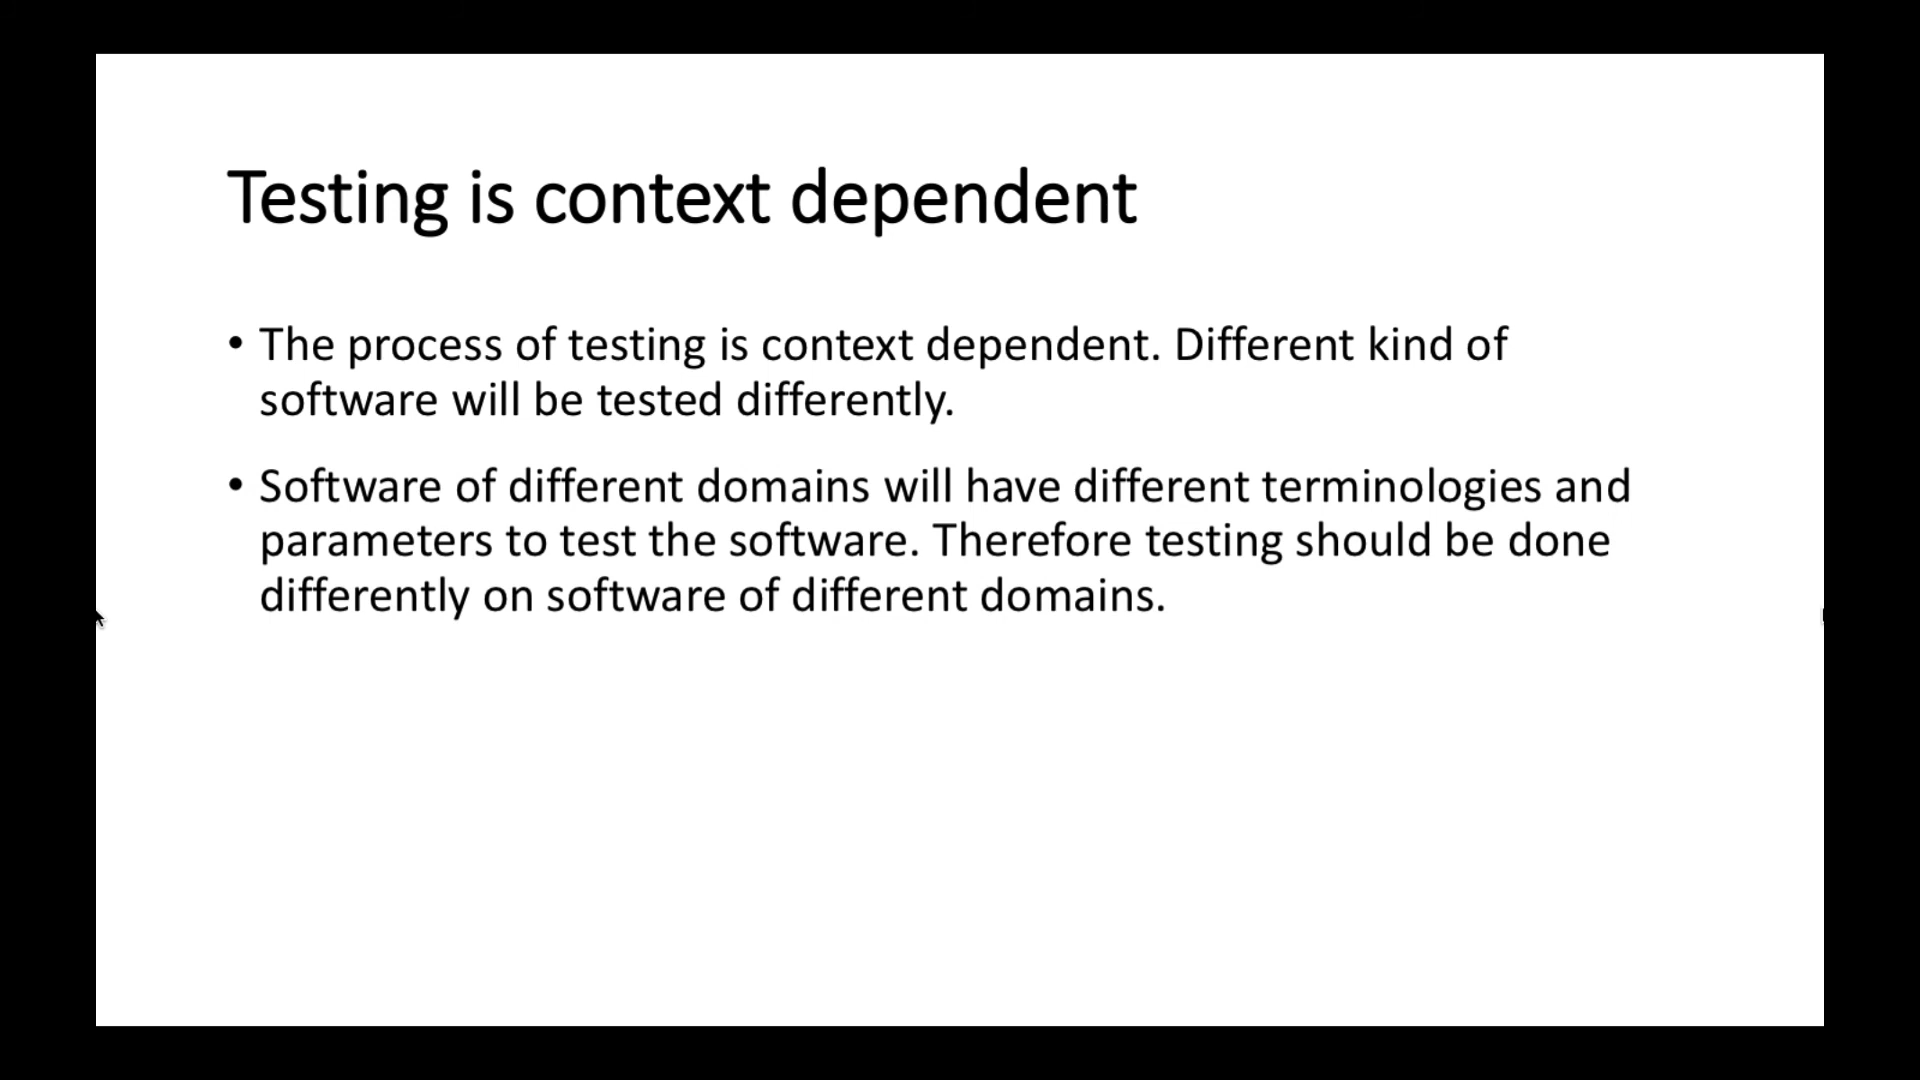 Testing is context dependent
• The process of testing is context dependent. Different kind of
software will be tested differently.
• Software of different domains will have different terminologies and
parameters to test the software. Therefore testing should be done
differently on software of different domains.